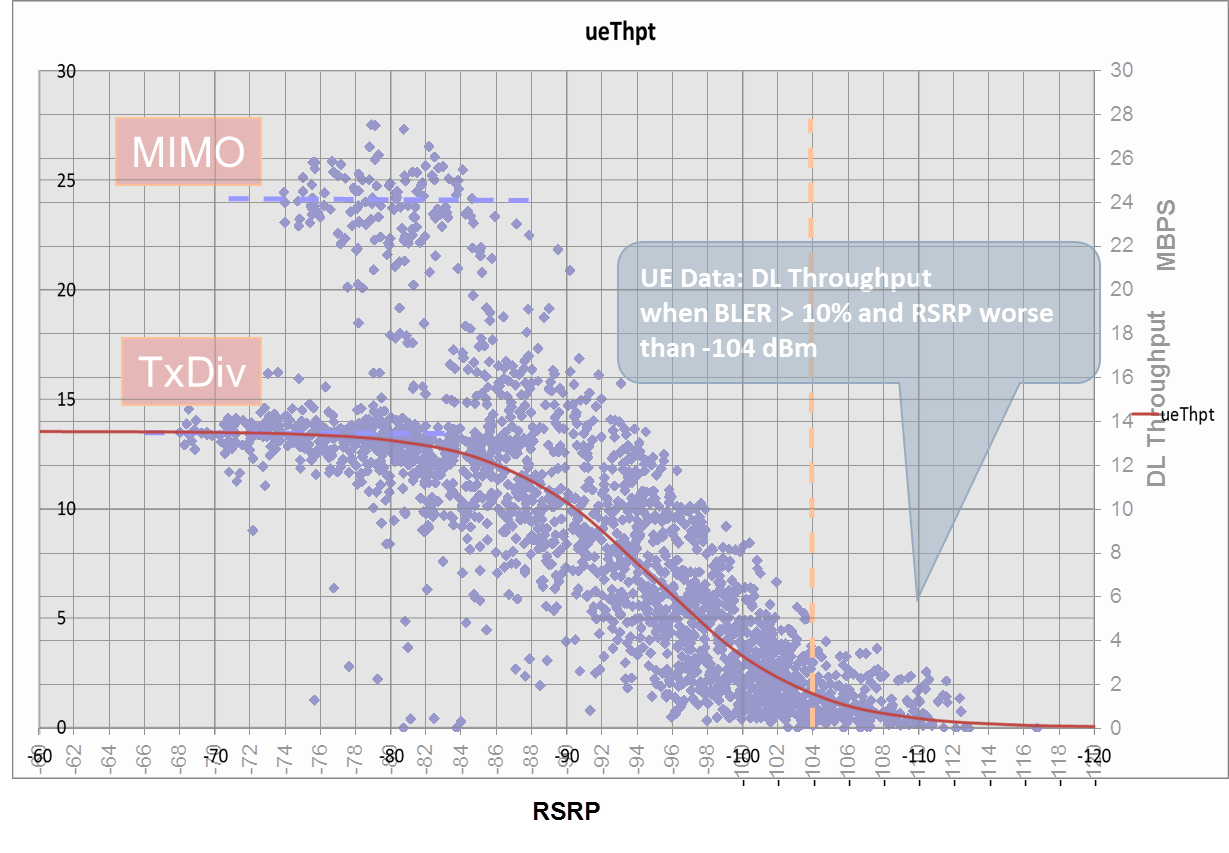 ueThpt
30
25
20
15
10
5
0
30
28
26
24
22
20
18
16
14
12
10
8
6
4
2
0
MBPS
DL Throughput
MIMO
TxDiv
UE Data: DL Throughput
when BLER > 10% and RSRP worse
than -104 dBm
ueThpt
-60 -70 -80 -90 -100 -110 -120
-62 -64 -66 -68 -72 -74 -76 -78 -82 -84 -86 -88 -92 -94 -96 -98 102 104 106 108 112 114 116 118
RSRP